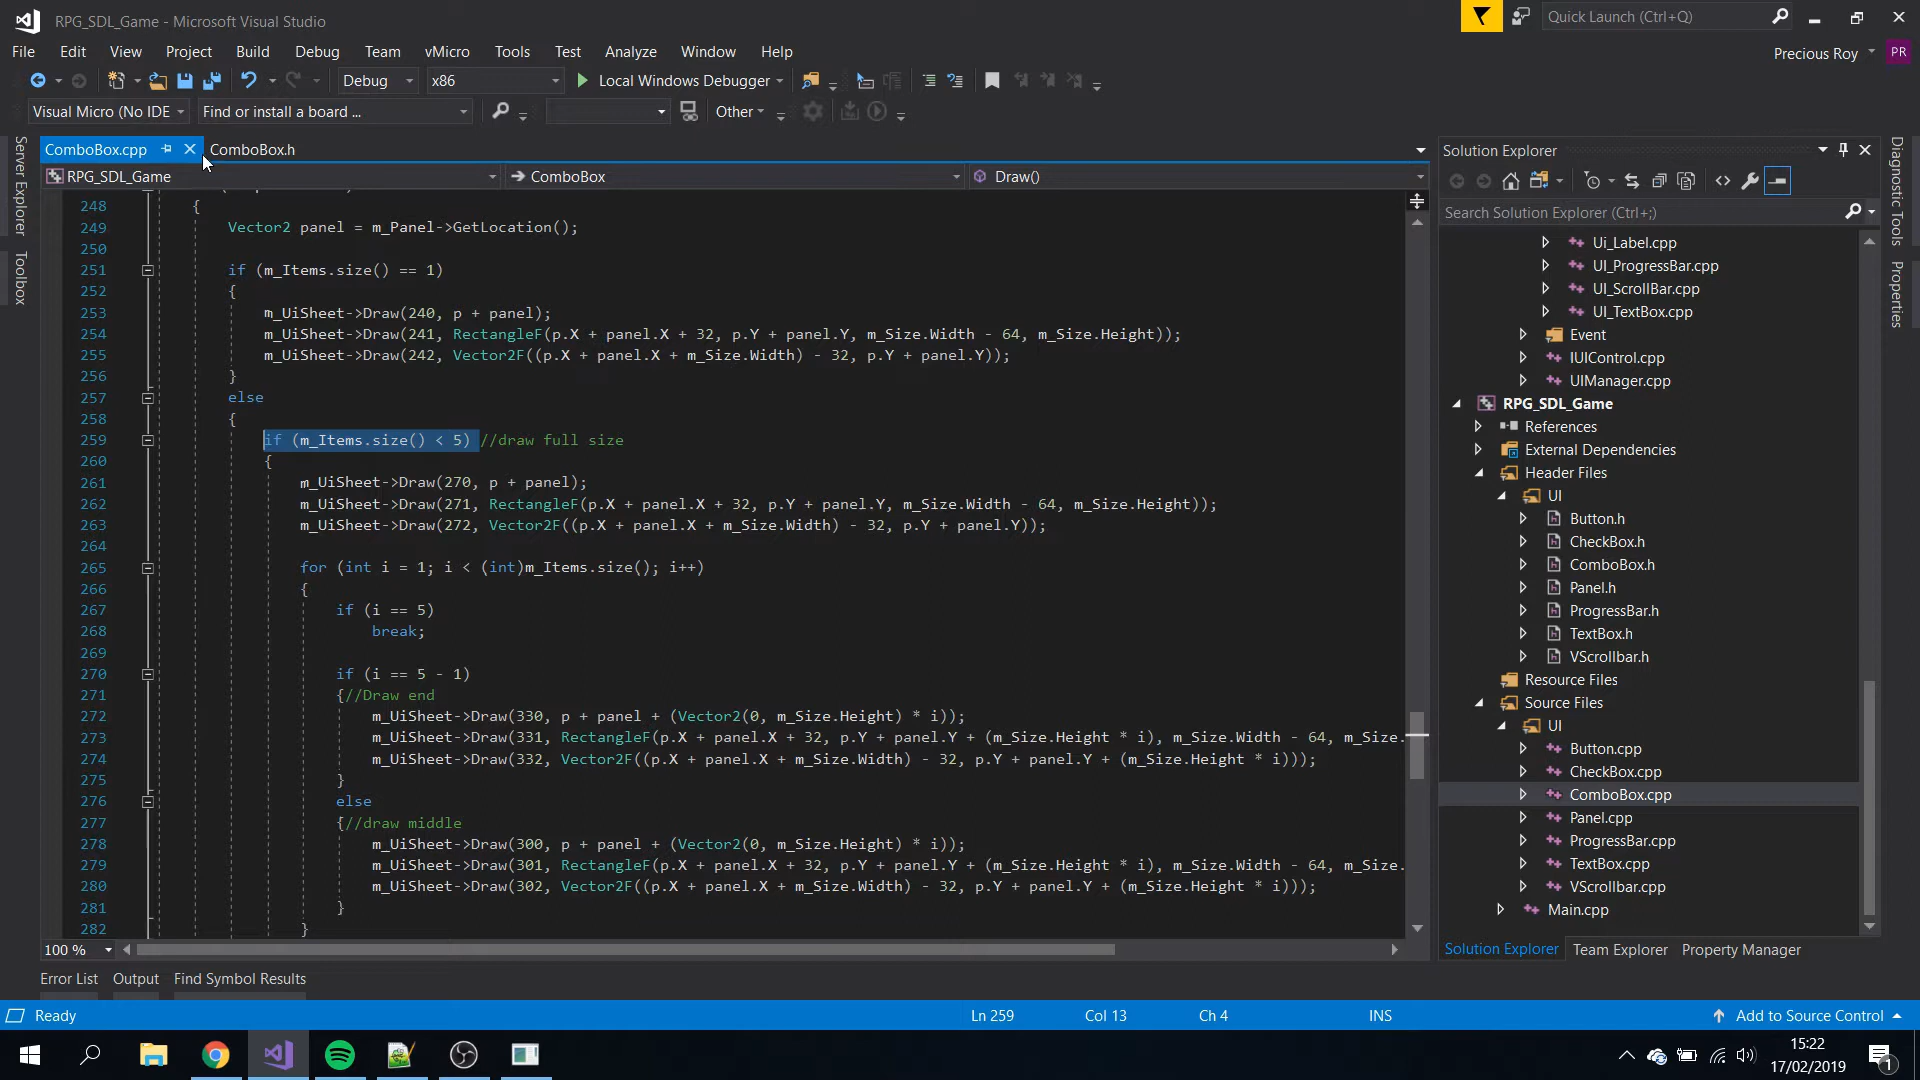 RPG_SDL_Game - Microsoft Visual Studio
Quick Launch (Ctrl+Q)
File Edit View Project Build Debug Team vMicro Tools Test Analyze Window Help
Precious Roy PR
Debug x86 Local Windows Debugger
Visual Micro (No IDE Find or install a board ... Other
Server Explorer
Toolbox
ComboBox.cpp ComboBox.h
RPG_SDL_Game ComboBox Draw()
248 {
249 Vector2 panel = m_Panel->GetLocation();
250
251 if (m_Items.size() == 1)
252 {
253 m_UiSheet->Draw(240, p + panel);
254 m_UiSheet->Draw(241, RectangleF(p.X + panel.X + 32, p.Y + panel.Y, m_Size.Width - 64, m_Size.Height));
255 m_UiSheet->Draw(242, Vector2F((p.X + panel.X + m_Size.Width) - 32, p.Y + panel.Y));
256 }
257 else
258 {
259 if (m_Items.size() < 5) //draw full size
260 {
261 m_UiSheet->Draw(270, p + panel);
262 m_UiSheet->Draw(271, RectangleF(p.X + panel.X + 32, p.Y + panel.Y, m_Size.Width - 64, m_Size.Height));
263 m_UiSheet->Draw(272, Vector2F((p.X + panel.X + m_Size.Width) - 32, p.Y + panel.Y));
264
265 for (int i = 1; i < (int)m_Items.size(); i++)
266 {
267 if (i == 5)
268 break;
269
270 if (i == 5 - 1)
271 {//Draw end
272 m_UiSheet->Draw(330, p + panel + (Vector2(0, m_Size.Height) * i));
273 m_UiSheet->Draw(331, RectangleF(p.X + panel.X + 32, p.Y + panel.Y + (m_Size.Height * i), m_Size.Width - 64, m_Size.
274 m_UiSheet->Draw(332, Vector2F((p.X + panel.X + m_Size.Width) - 32, p.Y + panel.Y + (m_Size.Height * i)));
275 }
276 else
277 {//draw middle
278 m_UiSheet->Draw(300, p + panel + (Vector2(0, m_Size.Height) * i));
279 m_UiSheet->Draw(301, RectangleF(p.X + panel.X + 32, p.Y + panel.Y + (m_Size.Height * i), m_Size.Width - 64, m_Size.
280 m_UiSheet->Draw(302, Vector2F((p.X + panel.X + m_Size.Width) - 32, p.Y + panel.Y + (m_Size.Height * i)));
281 }
282 }
100 %
Solution Explorer
Search Solution Explorer (Ctrl+;)
Ui_Label.cpp
UI_ProgressBar.cpp
UI_ScrollBar.cpp
UI_TextBox.cpp
Event
IUIControl.cpp
UIManager.cpp
RPG_SDL_Game
References
External Dependencies
Header Files
UI
Button.h
CheckBox.h
ComboBox.h
Panel.h
ProgressBar.h
TextBox.h
VScrollbar.h
Resource Files
Source Files
UI
Button.cpp
CheckBox.cpp
ComboBox.cpp
Panel.cpp
ProgressBar.cpp
TextBox.cpp
VScrollbar.cpp
Main.cpp
Solution Explorer Team Explorer Property Manager
Diagnostic Tools
Properties
Error List Output Find Symbol Results
Ready Ln 259 Col 13 Ch 4 INS Add to Source Control
15:22
17/02/2019
1